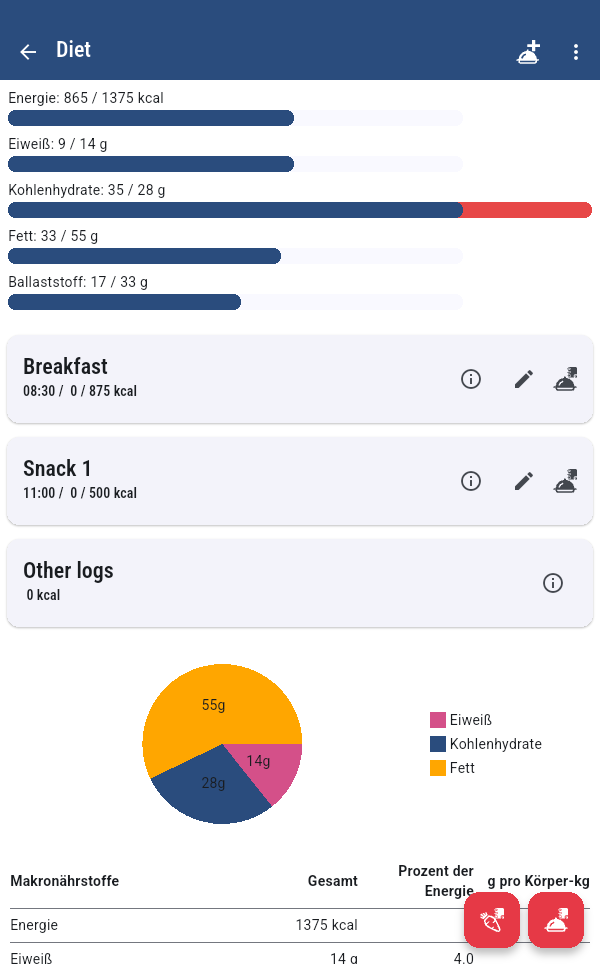 Diet
Energie: 865 / 1375 kcal
Eiweiß: 9 / 14 g
Kohlenhydrate: 35 / 28 g
Fett: 33 / 55 g
Ballaststoff: 17 / 33 g
Breakfast
08:30 / 0 / 875 kcal
Snack 1
11:00 / 0 / 500 kcal
Other logs
0 kcal
55g
14g
28g
Eiweiß
Kohlenhydrate
Fett
Makronährstoffe Gesamt Prozent der Energie g pro Körper-kg
Energie 1375 kcal
Eiweiß 14 g 4.0